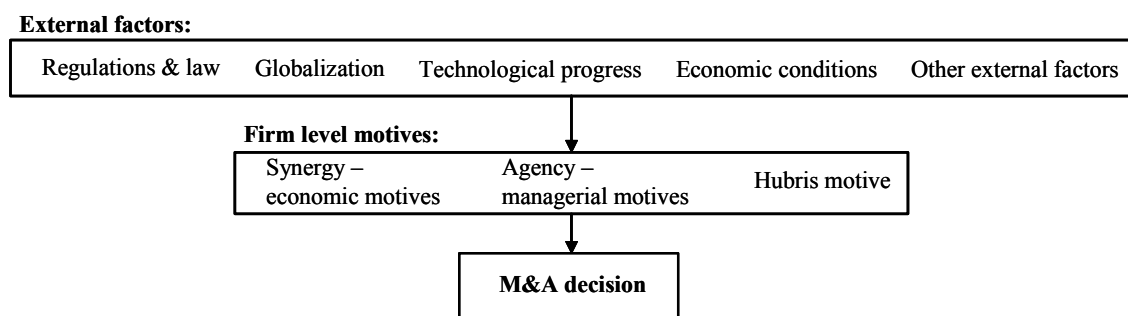 External factors:
Regulations & law Globalization Technological progress Economic conditions Other external factors
Firm level motives:
Synergy –
economic motives
Agency –
managerial motives
Hubris motive
M&A decision